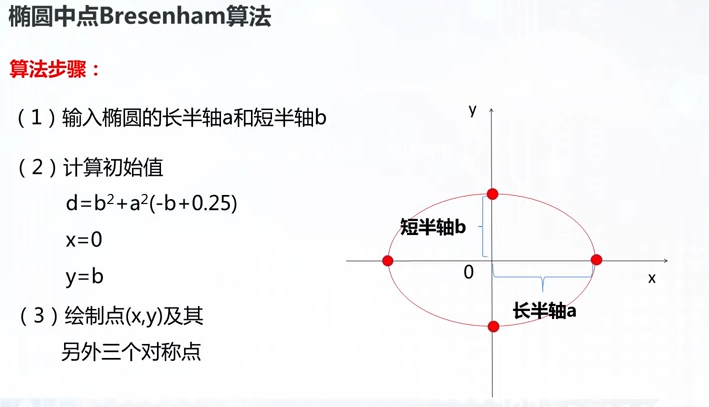 椭圆中点Bresenham算法
算法步骤：
（1）输入椭圆的长半轴a和短半轴b
（2）计算初始值
d=b²+a²(-b+0.25)
x=0
y=b
（3）绘制点(x,y)及其
另外三个对称点
y
短半轴b
0
x
长半轴a